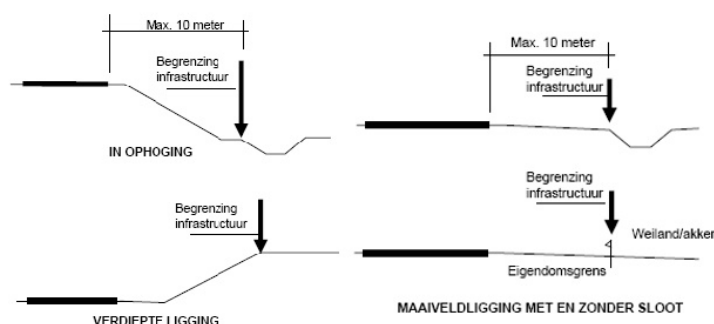 Max. 10 meter
Begrenzing
infrastructuur
IN OPHOGING
Max. 10 meter
Begrenzing
infrastructuur
Begrenzing
infrastructuur
VERDIEPTE LIGGING
Begrenzing
infrastructuur
Weiland/akker
Eigendomsgrens
MAAIVELDLIGGING MET EN ZONDER SLOOT